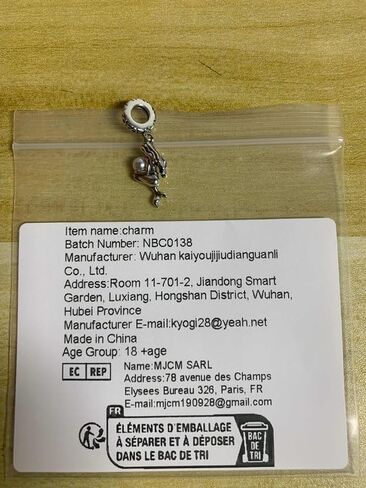 Item name:charm
Batch Number: NBC0138
Manufacturer: Wuhan kaiyoujijiudianguanli
Co., Ltd.
Address:Room 11-701-2, Jiandong Smart
Garden, Luxiang, Hongshan District, Wuhan,
Hubei Province
Manufacturer E-mail:kyogi28@yeah.net
Made in China
Age Group: 18 +age
EC REP
Name:MJCM SARL
Address:78 avenue des Champs
Elysees Bureau 326, Paris, FR
E-mail:mjcm190928@gmail.com
FR
ÉLÉMENTS D'EMBALLAGE
À SÉPARER ET À DÉPOSER
DANS LE BAC DE TRI
BAC
DE
TRI